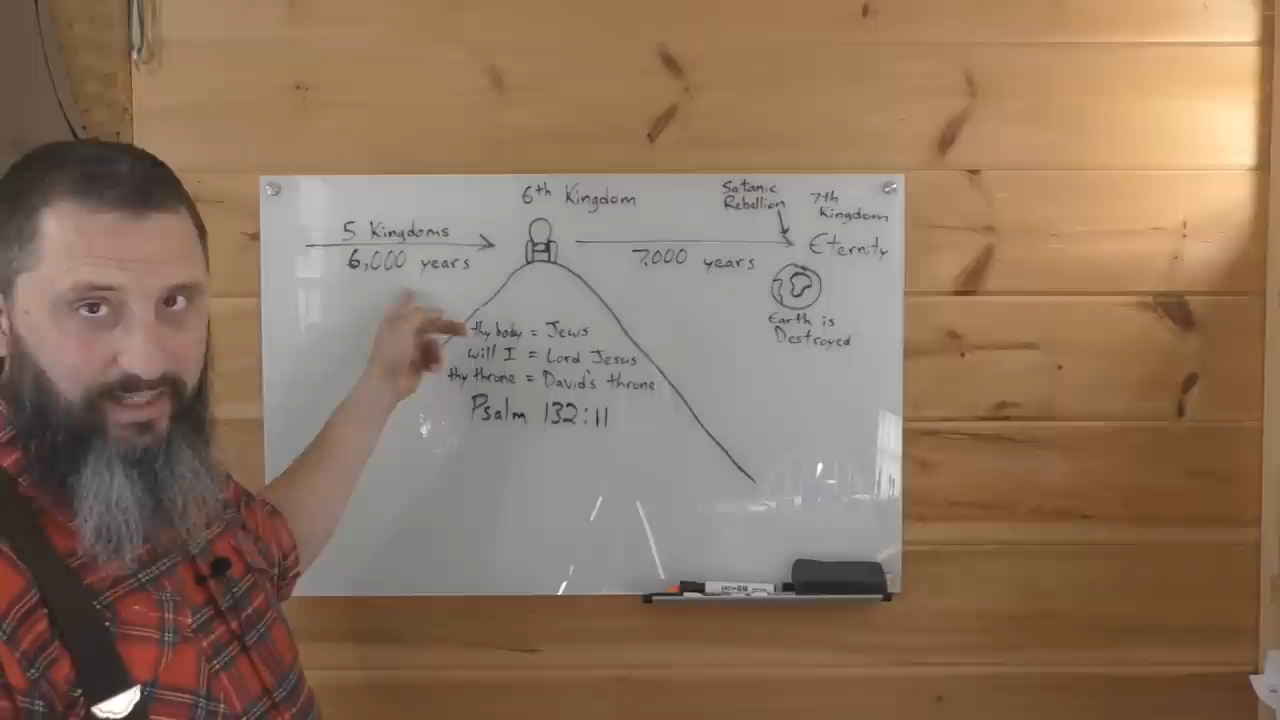 5 Kingdoms
6,000 years
6th Kingdom
7,000 years
Satanic
Rebellion
7th
Kingdom
Eternity
Earth is
Destroyed
thy body = Jews
will I = Lord Jesus
thy throne = David's throne
Psalm 132:11